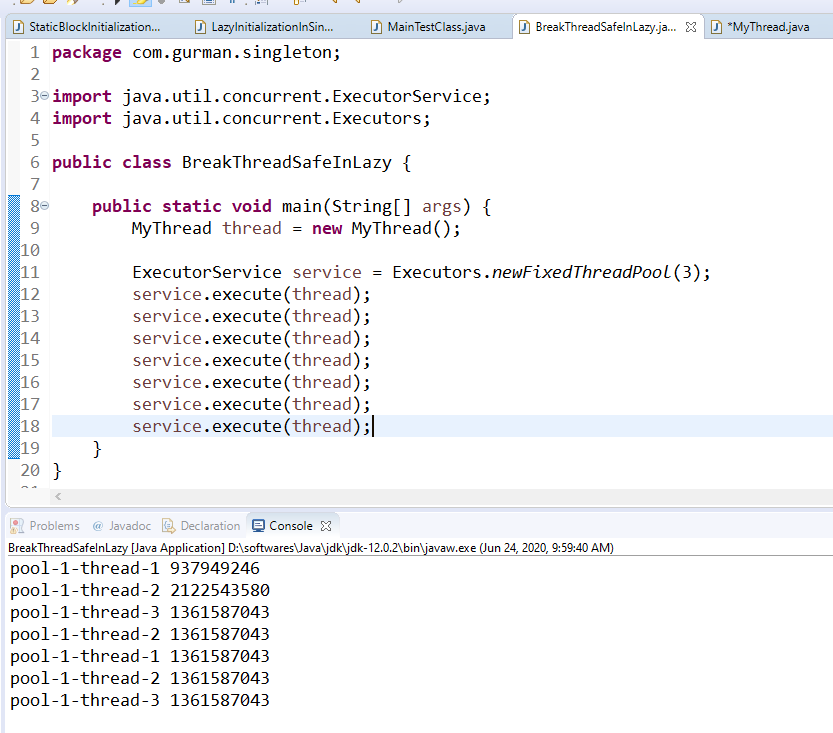 StaticBlockInitialization... LazyInitializationInSin... MainTestClass.java BreakThreadSafeInLazy.ja... *MyThread.java
1 package com.gurman.singleton;
2
3 import java.util.concurrent.ExecutorService;
4 import java.util.concurrent.Executors;
5
6 public class BreakThreadSafeInLazy {
7
8 public static void main(String[] args) {
9 MyThread thread = new MyThread();
10
11 ExecutorService service = Executors.newFixedThreadPool(3);
12 service.execute(thread);
13 service.execute(thread);
14 service.execute(thread);
15 service.execute(thread);
16 service.execute(thread);
17 service.execute(thread);
18 service.execute(thread);
19 }
20 }
Problems @ Javadoc Declaration Console
BreakThreadSafeInLazy [Java Application] D:\softwares\Java\jdk\jdk-12.0.2\bin\javaw.exe (Jun 24, 2020, 9:59:40 AM)
pool-1-thread-1 937949246
pool-1-thread-2 2122543580
pool-1-thread-3 1361587043
pool-1-thread-2 1361587043
pool-1-thread-1 1361587043
pool-1-thread-2 1361587043
pool-1-thread-3 1361587043